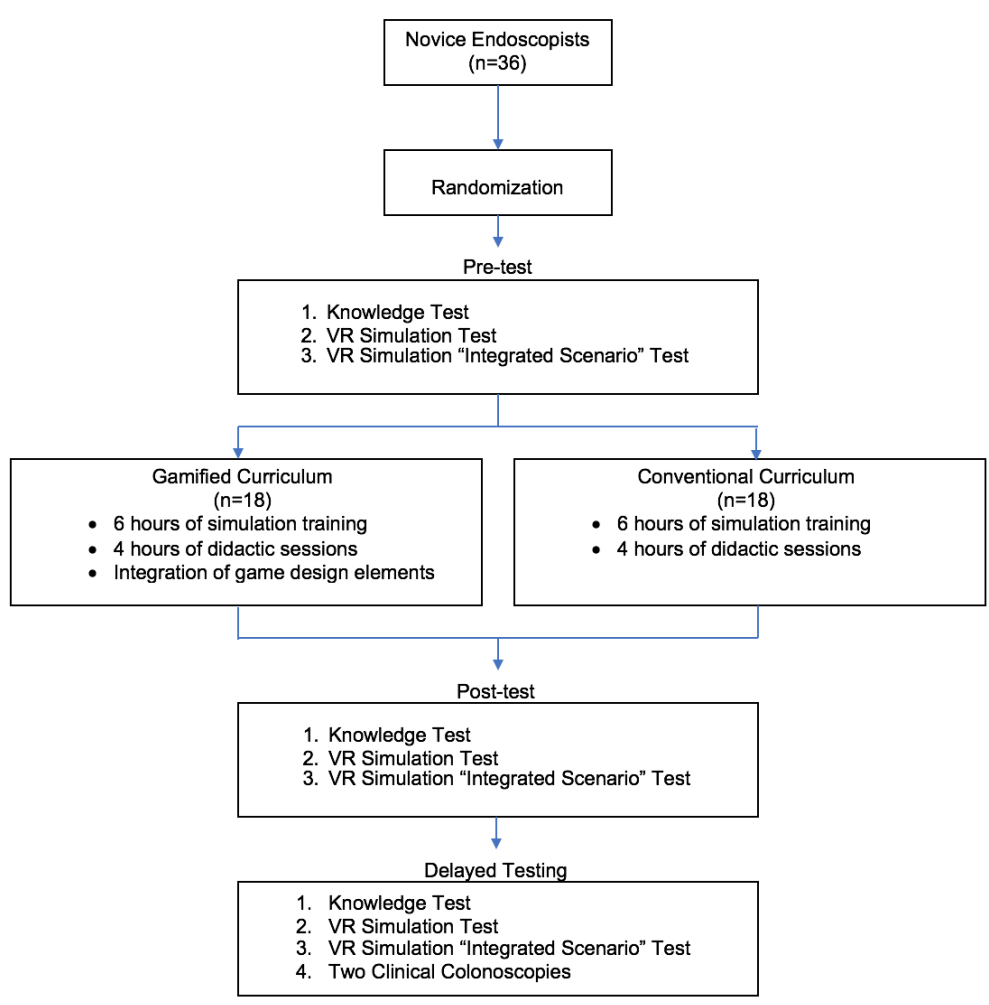 Novice Endoscopists
(n=36)
Randomization
Pre-test
1. Knowledge Test
2. VR Simulation Test
3. VR Simulation “Integrated Scenario” Test
Gamified Curriculum
(n=18)
• 6 hours of simulation training
• 4 hours of didactic sessions
• Integration of game design elements
Conventional Curriculum
(n=18)
• 6 hours of simulation training
• 4 hours of didactic sessions
Post-test
1. Knowledge Test
2. VR Simulation Test
3. VR Simulation “Integrated Scenario” Test
Delayed Testing
1. Knowledge Test
2. VR Simulation Test
3. VR Simulation “Integrated Scenario” Test
4. Two Clinical Colonoscopies